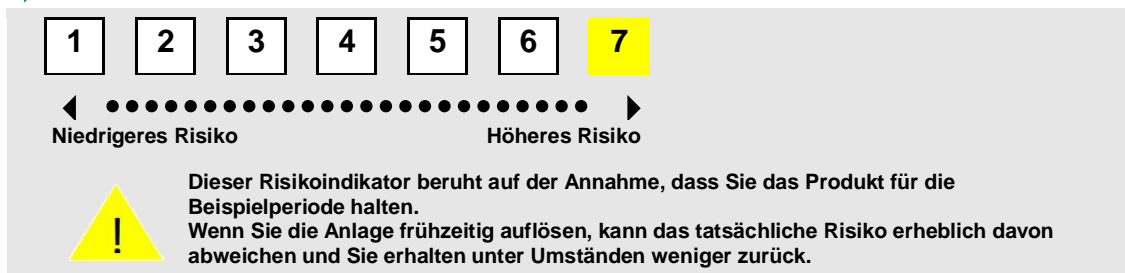 1 2 3 4 5 6 7
Niedrigeres Risiko Höheres Risiko
!
Dieser Risikoindikator beruht auf der Annahme, dass Sie das Produkt für die
Beispielperiode halten.
Wenn Sie die Anlage frühzeitig auflösen, kann das tatsächliche Risiko erheblich davon
abweichen und Sie erhalten unter Umständen weniger zurück.